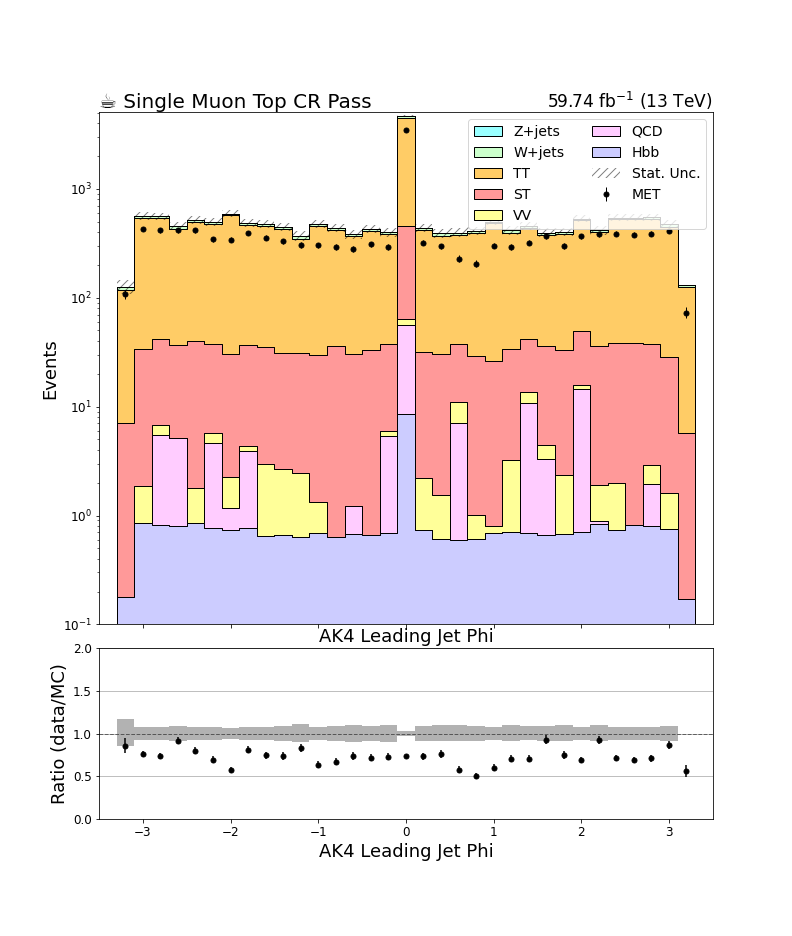 ☕ Single Muon Top CR Pass
59.74 fb⁻¹ (13 TeV)
Z+jets
W+jets
TT
ST
VV
QCD
Hbb
Stat. Unc.
MET
Events
10³
10²
10¹
10⁰
10⁻¹
AK4 Leading Jet Phi
Ratio (data/MC)
2.0
1.5
1.0
0.5
0.0
−3 −2 −1 0 1 2 3
AK4 Leading Jet Phi